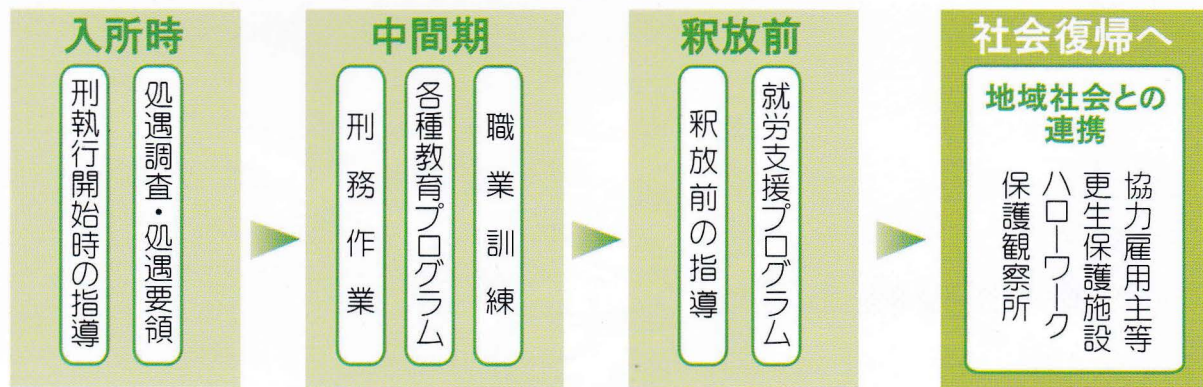 入所時
処遇調査・処遇要領
刑執行開始時の指導
中間期
職業訓練
各種教育プログラム
刑務作業
釈放前
就労支援プログラム
釈放前の指導
社会復帰へ
地域社会との
連携
協力雇用主等
更生保護施設
ハローワーク
保護観察所